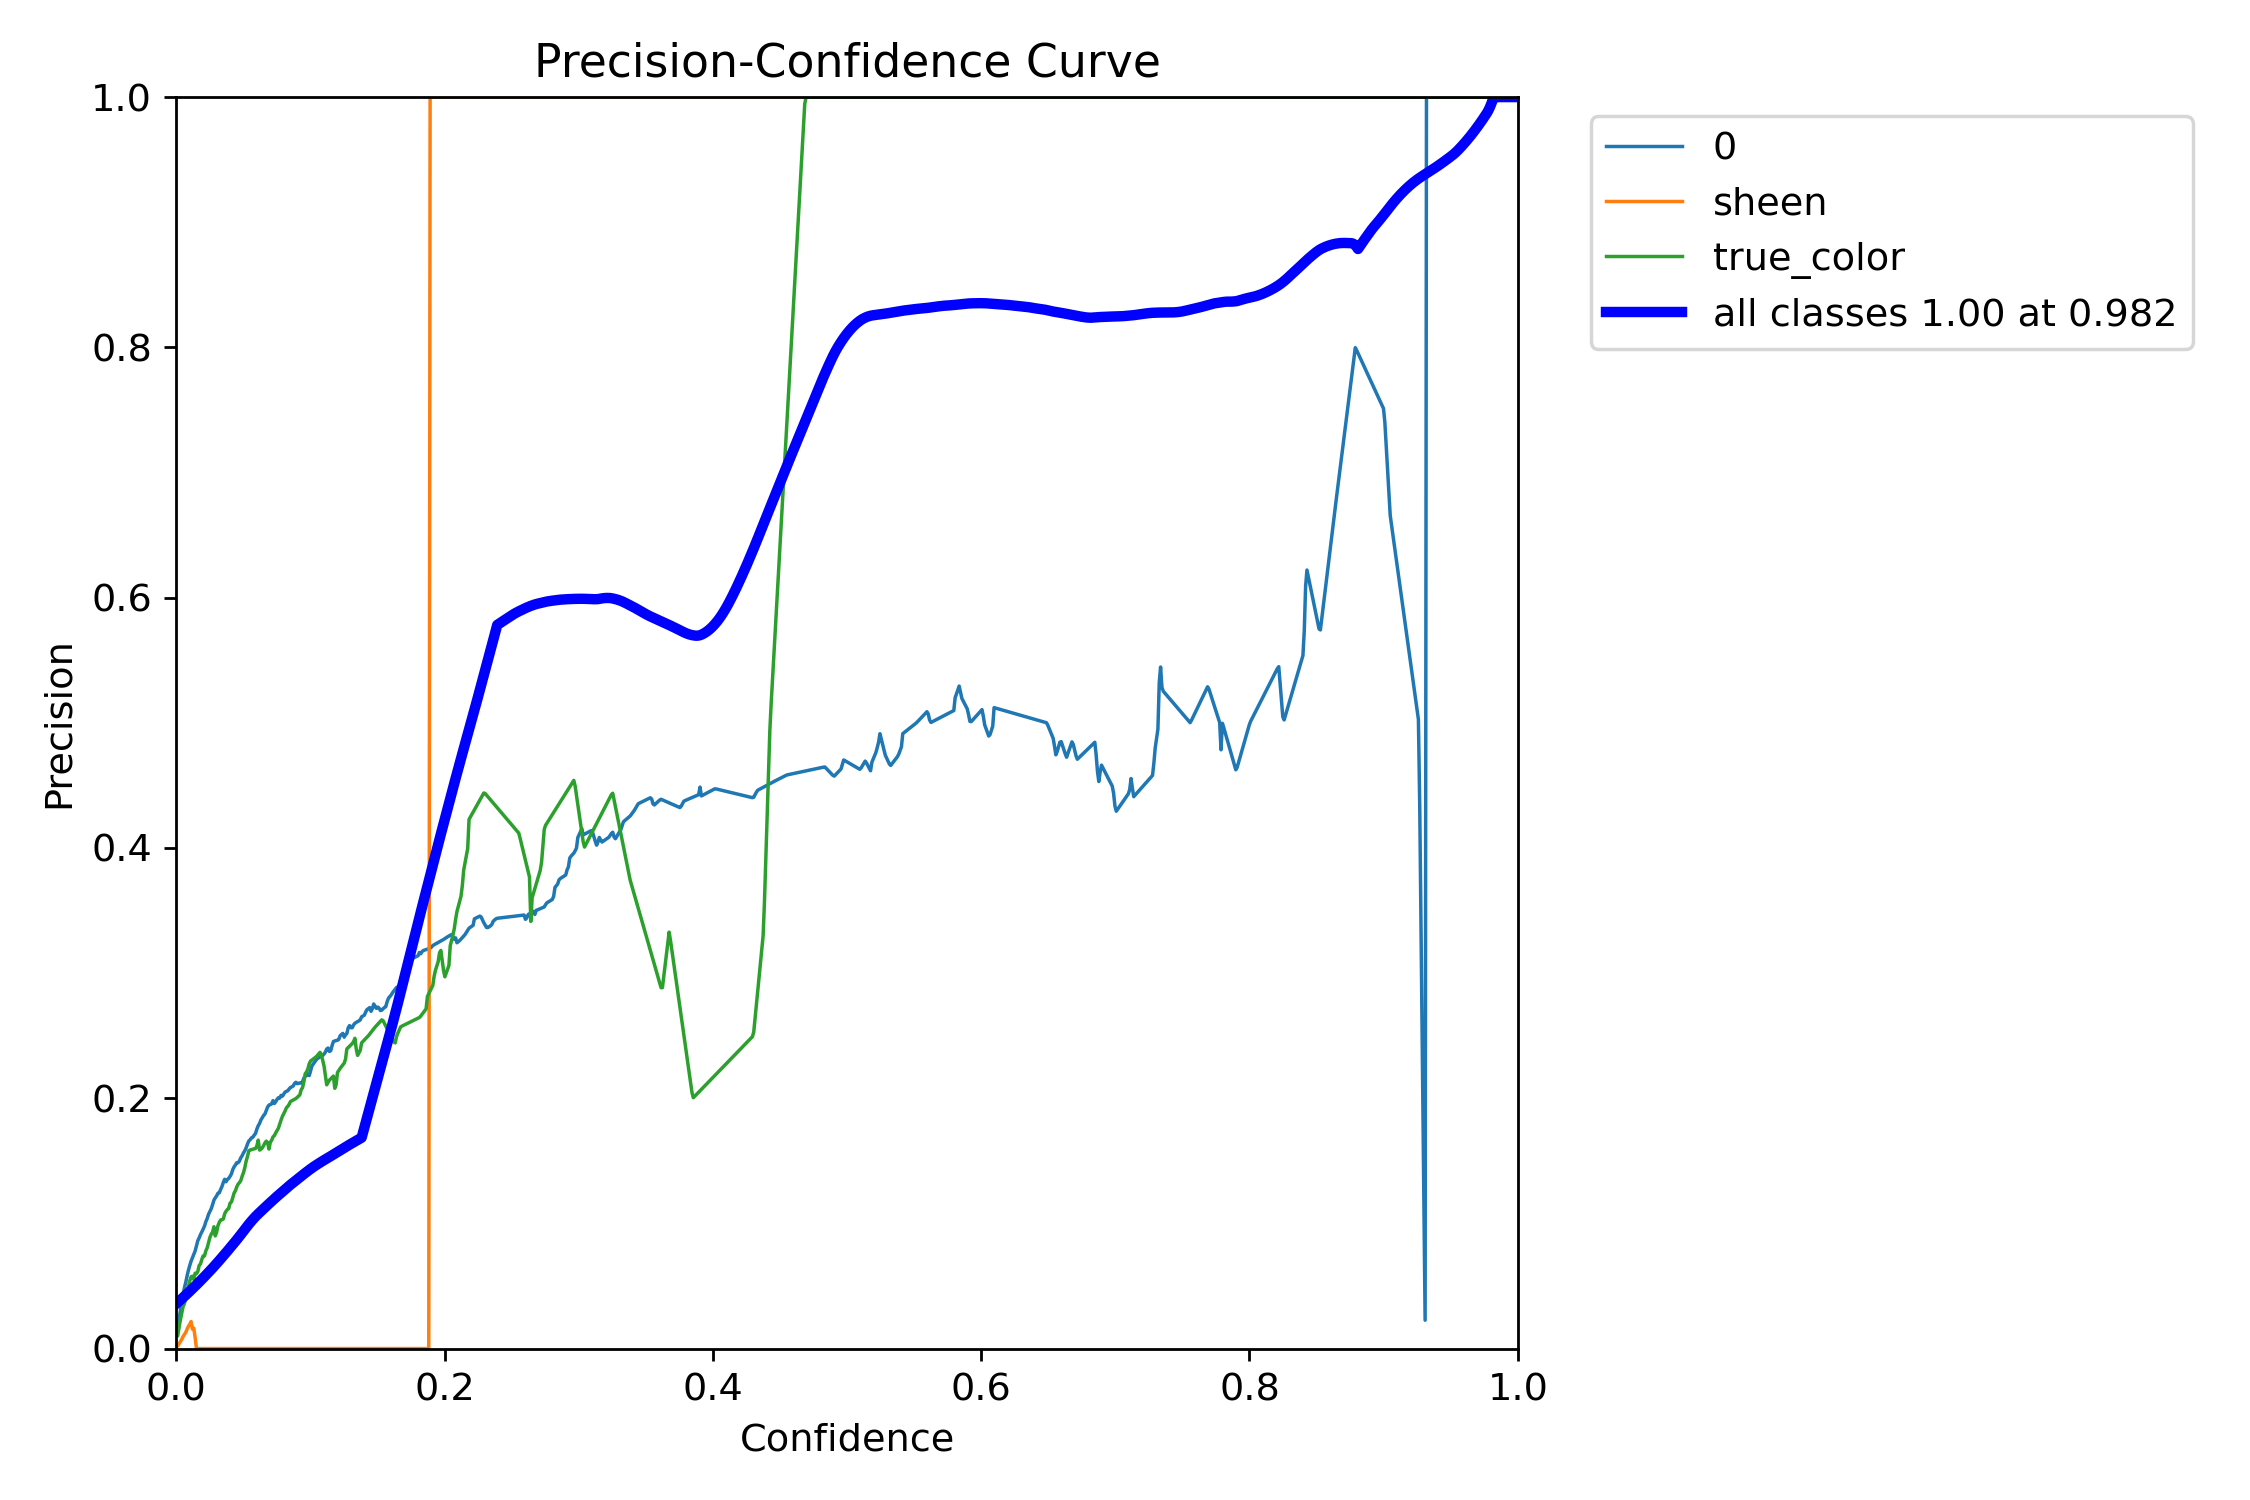 Precision-Confidence Curve
1.0
0.8
0.6
0.4
0.2
0.0
Precision
0.0 0.2 0.4 0.6 0.8 1.0
Confidence
0
sheen
true_color
all classes 1.00 at 0.982